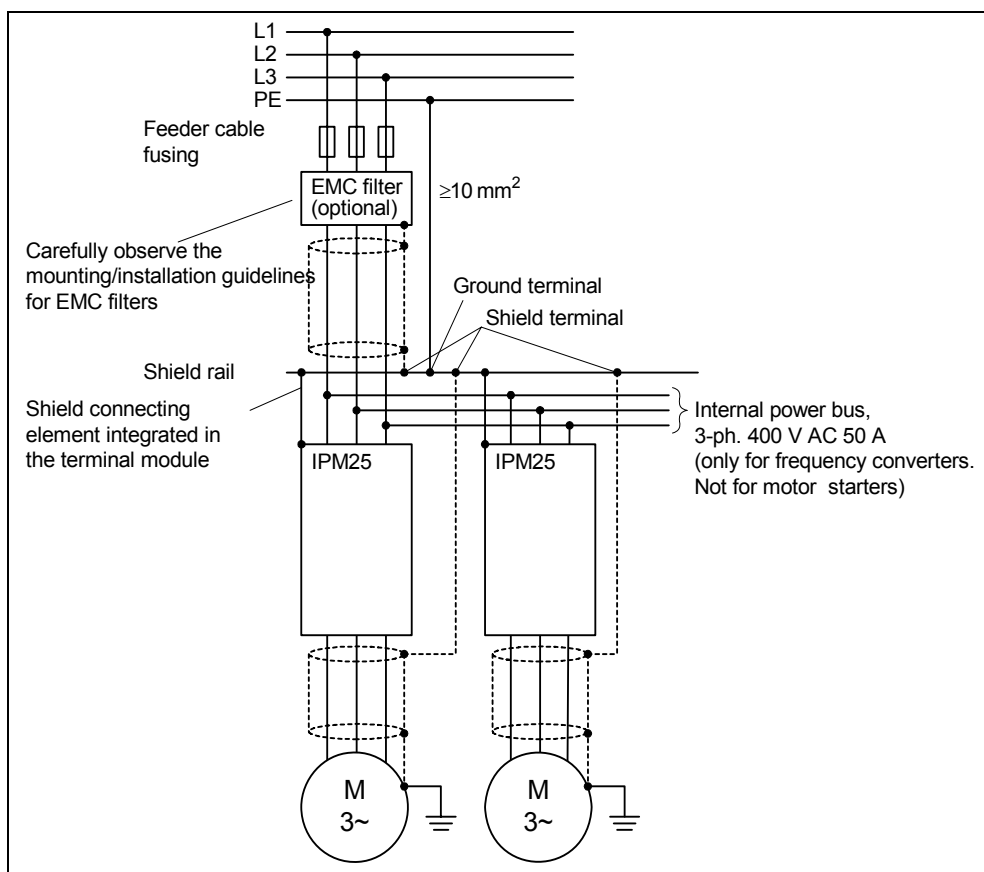 L1
L2
L3
PE
Feeder cable
fusing
EMC filter
(optional)
≥10 mm²
Carefully observe the
mounting/installation guidelines
for EMC filters
Ground terminal
Shield terminal
Shield rail
Shield connecting
element integrated in
the terminal module
Internal power bus,
3-ph. 400 V AC 50 A
(only for frequency converters.
Not for motor starters)
IPM25
IPM25
M
3~
M
3~